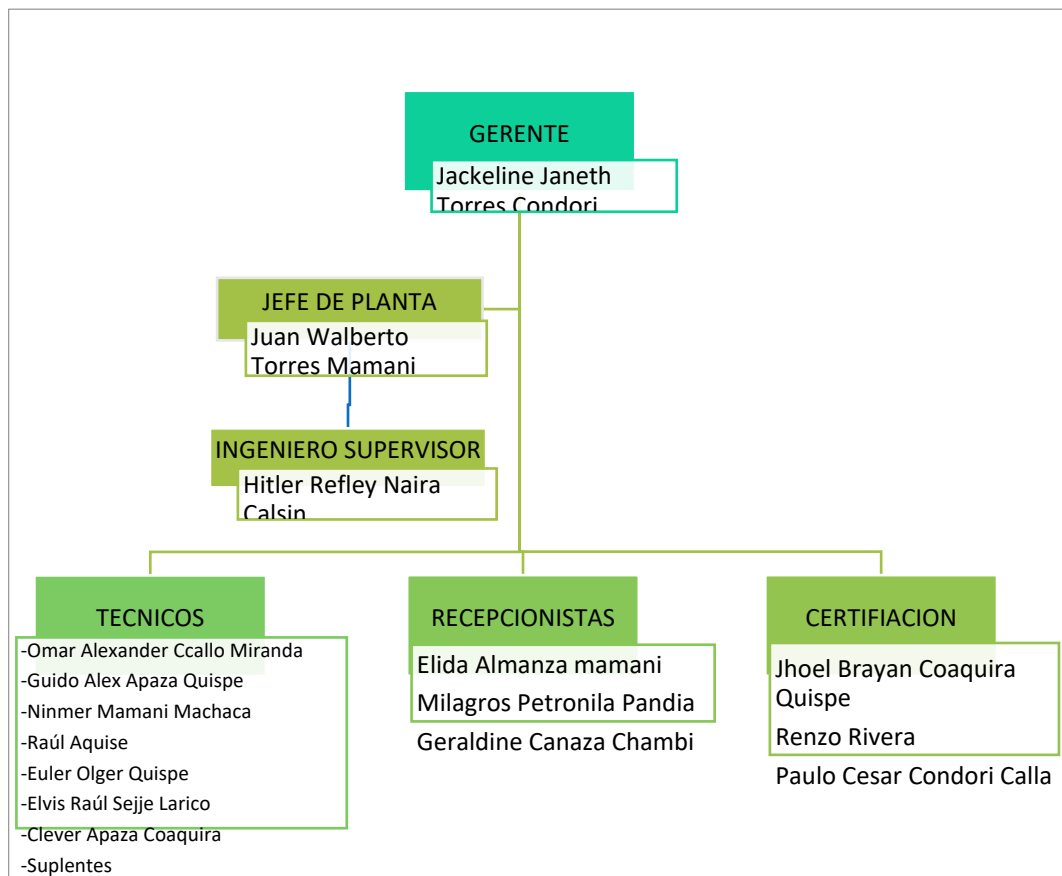 GERENTE
Jackeline Janeth
Torres Condori
JEFE DE PLANTA
Juan Walberto
Torres Mamani
INGENIERO SUPERVISOR
Hitler Refley Naira
Calsin
TECNICOS
-Omar Alexander Ccallo Miranda
-Guido Alex Apaza Quispe
-Ninmer Mamani Machaca
-Raúl Aquise
-Euler Olger Quispe
-Elvis Raúl Sejje Larico
-Clever Apaza Coaquira
-Suplentes
RECEPCIONISTAS
Elida Almanza mamani
Milagros Petronila Pandia
Geraldine Canaza Chambi
CERTIFIACION
Jhoel Brayan Coaquira
Quispe
Renzo Rivera
Paulo Cesar Condori Calla